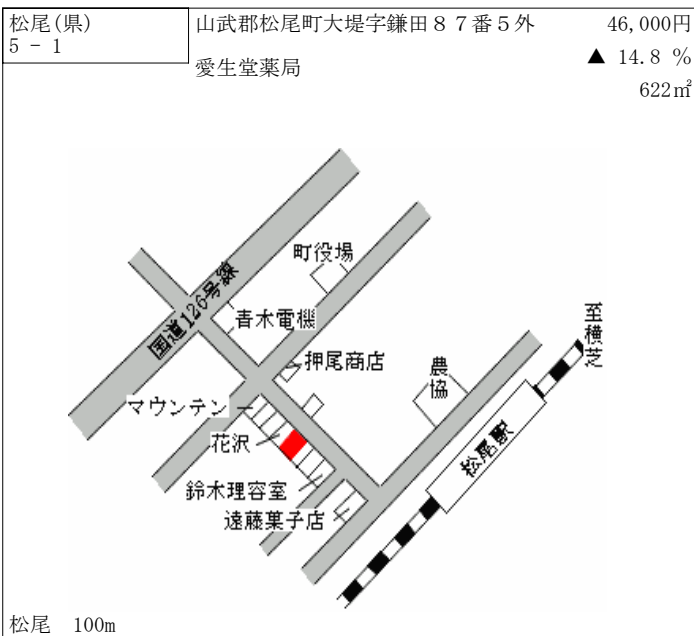 松尾(県)
5 - 1
山武郡松尾町大堤字鎌田８７番５外
愛生堂薬局
46,000円
▲ 14.8 %
622㎡
町役場
国道126号線
青木電機
押尾商店
至横芝
農協
マウンテン
花沢
松尾駅
鈴木理容室
遠藤菓子店
松尾 100m